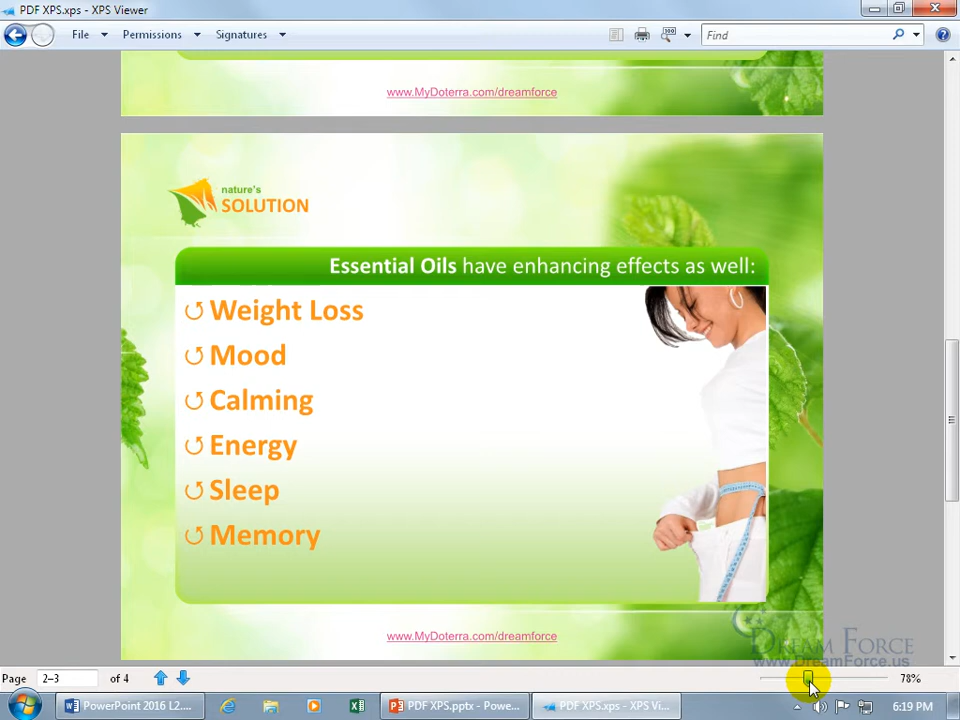 PDF XPS.xps - XPS Viewer
File Permissions Signatures Find
www.MyDoterra.com/dreamforce
nature's
SOLUTION
Essential Oils have enhancing effects as well:
Weight Loss
Mood
Calming
Energy
Sleep
Memory
www.MyDoterra.com/dreamforce
DREAM FORCE
www.DreamForce.us
Page 2–3 of 4 78%
PowerPoint 2016 L2.... PDF XPS.pptx - Powe... PDF XPS.xps - XPS Vi... 6:19 PM